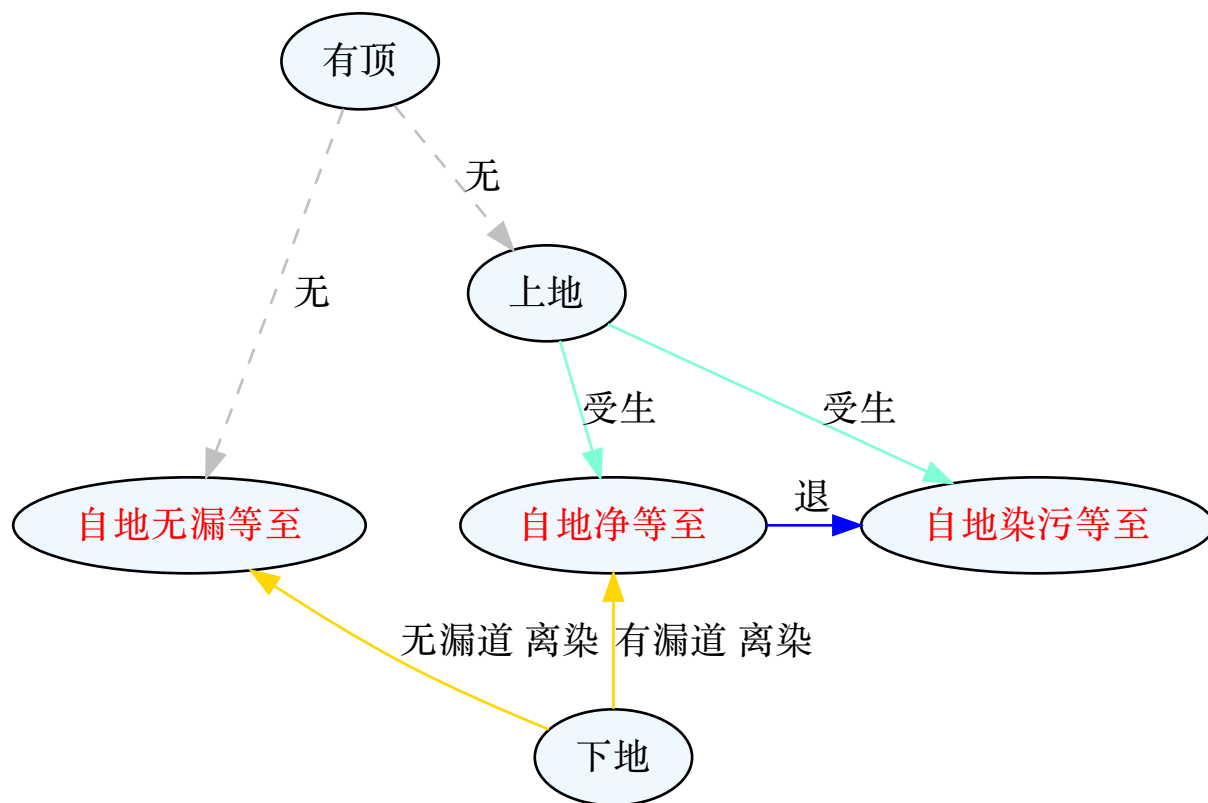 有顶
无
无
上地
受生
受生
自地无漏等至
自地净等至
退
自地染污等至
无漏道 离染
有漏道 离染
下地